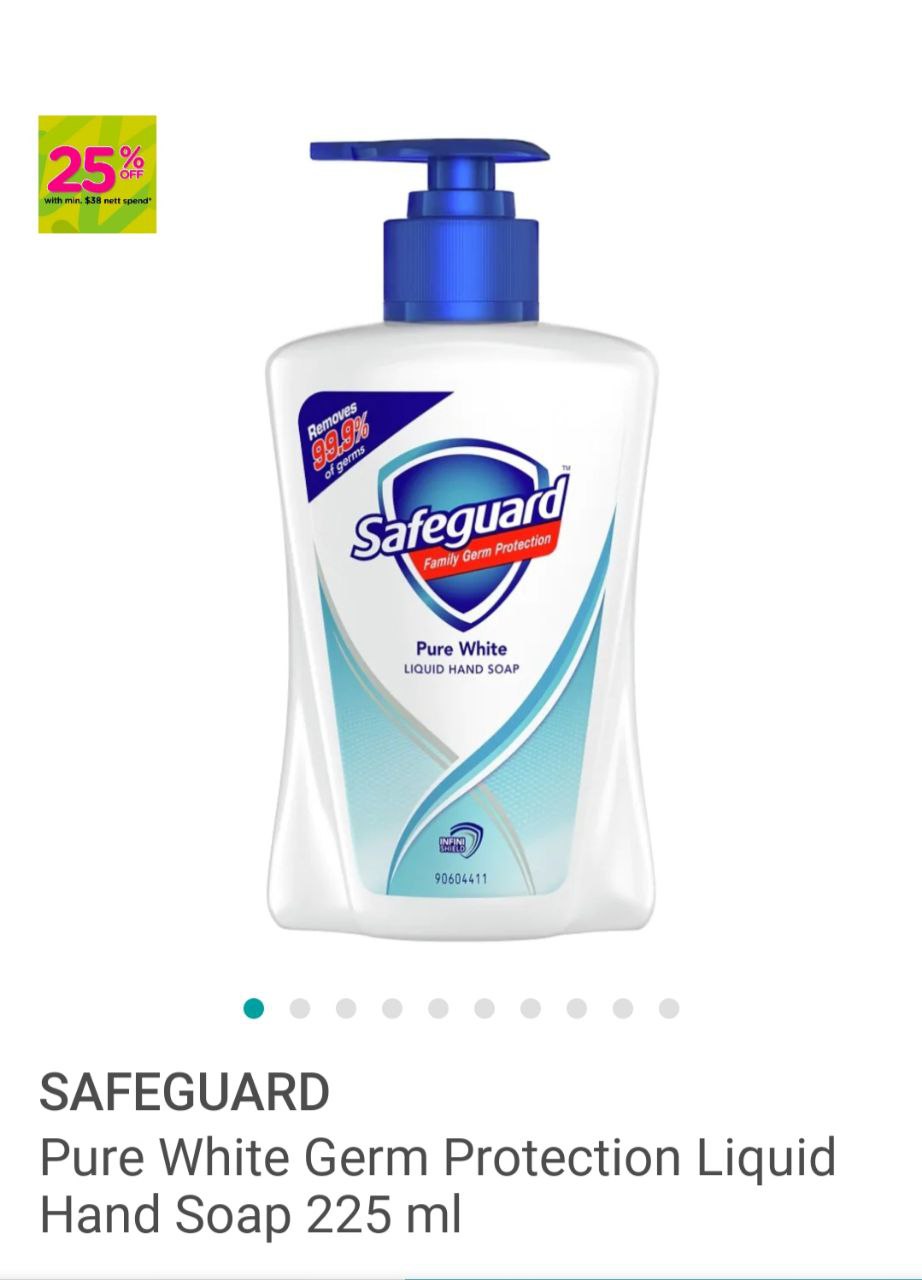 25%
OFF
with min. $38 nett spend*
Removes
99.9%
of germs
Safeguard™
Family Germ Protection
Pure White
LIQUID HAND SOAP
INFINI
SHIELD
90604411
SAFEGUARD
Pure White Germ Protection Liquid
Hand Soap 225 ml